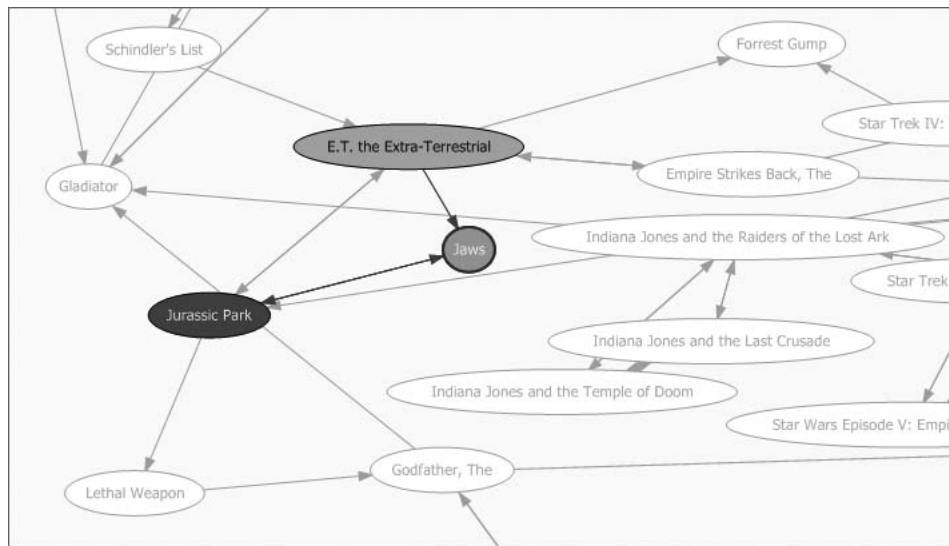 Schindler's List
Forrest Gump
Star Trek IV:
E.T. the Extra-Terrestrial
Empire Strikes Back, The
Gladiator
Indiana Jones and the Raiders of the Lost Ark
Jaws
Star Trek
Jurassic Park
Indiana Jones and the Last Crusade
Indiana Jones and the Temple of Doom
Star Wars Episode V: Empi
Godfather, The
Lethal Weapon